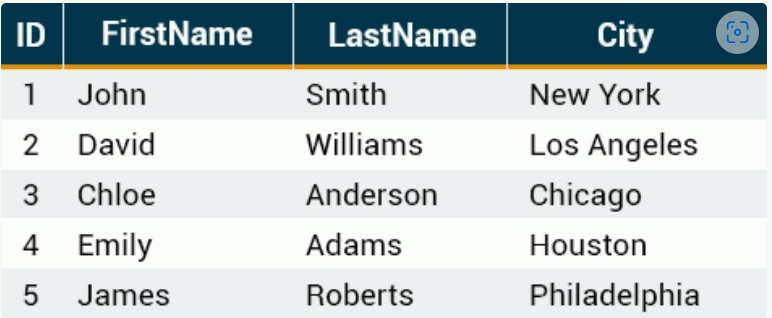 ID FirstName LastName City
1 John Smith New York
2 David Williams Los Angeles
3 Chloe Anderson Chicago
4 Emily Adams Houston
5 James Roberts Philadelphia